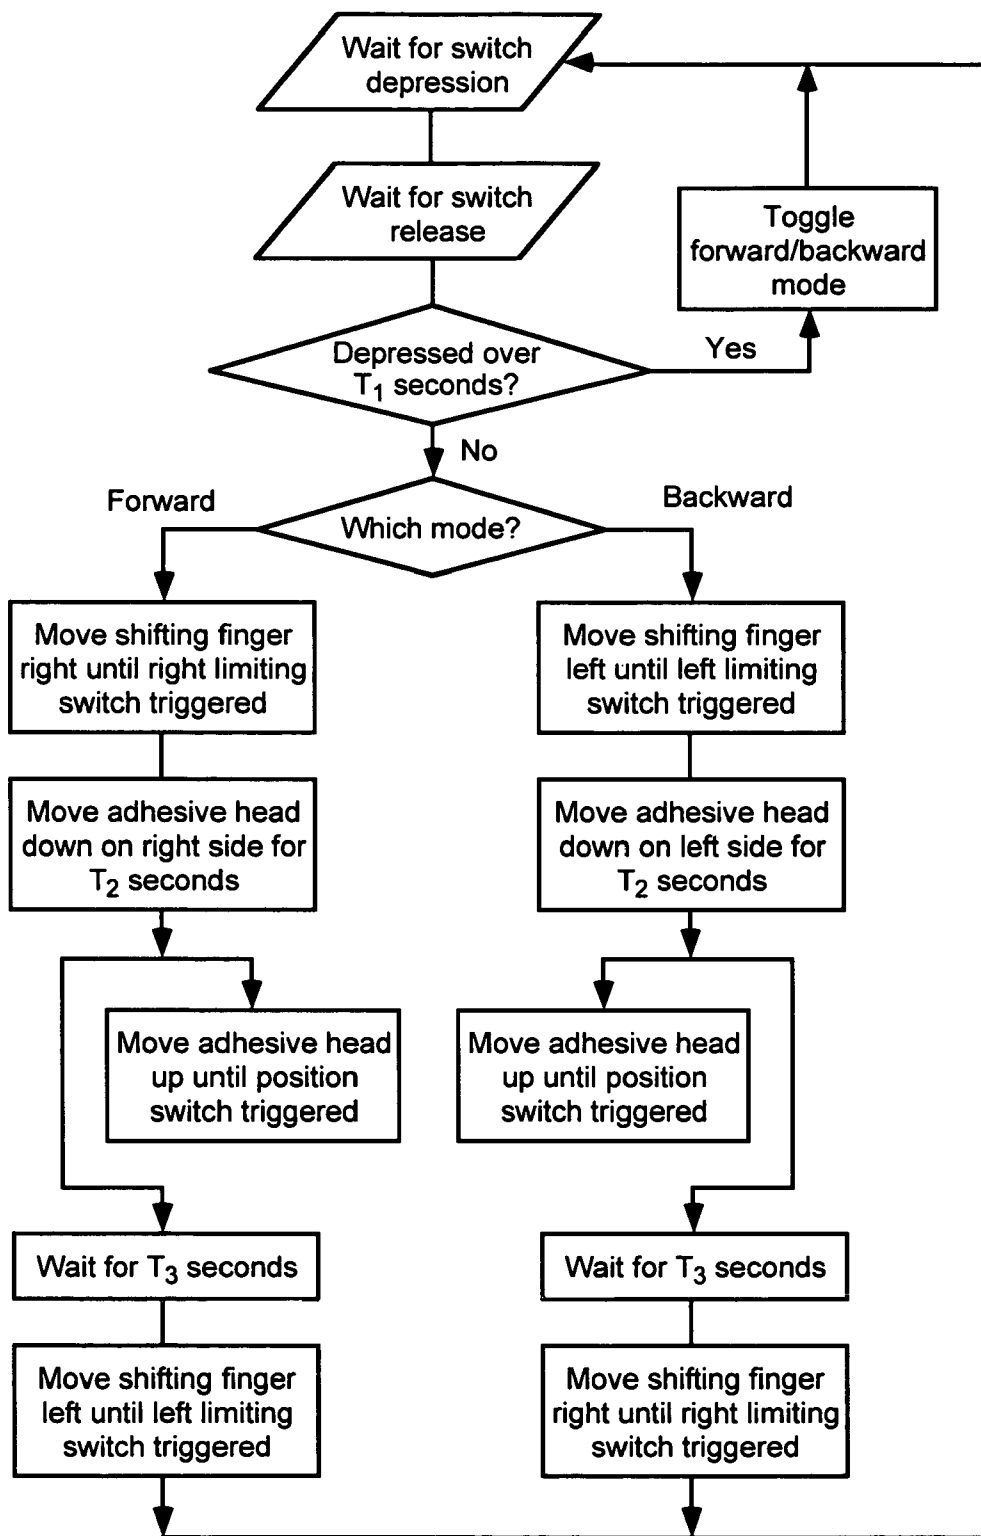 Wait for switch
depression
Wait for switch
release
Toggle
forward/backward
mode
Depressed over
T1 seconds?
Yes
No
Forward
Backward
Which mode?
Move shifting finger
right until right limiting
switch triggered
Move shifting finger
left until left limiting
switch triggered
Move adhesive head
down on right side for
T2 seconds
Move adhesive head
down on left side for
T2 seconds
Move adhesive head
up until position
switch triggered
Move adhesive head
up until position
switch triggered
Wait for T3 seconds
Wait for T3 seconds
Move shifting finger
left until left limiting
switch triggered
Move shifting finger
right until right limiting
switch triggered